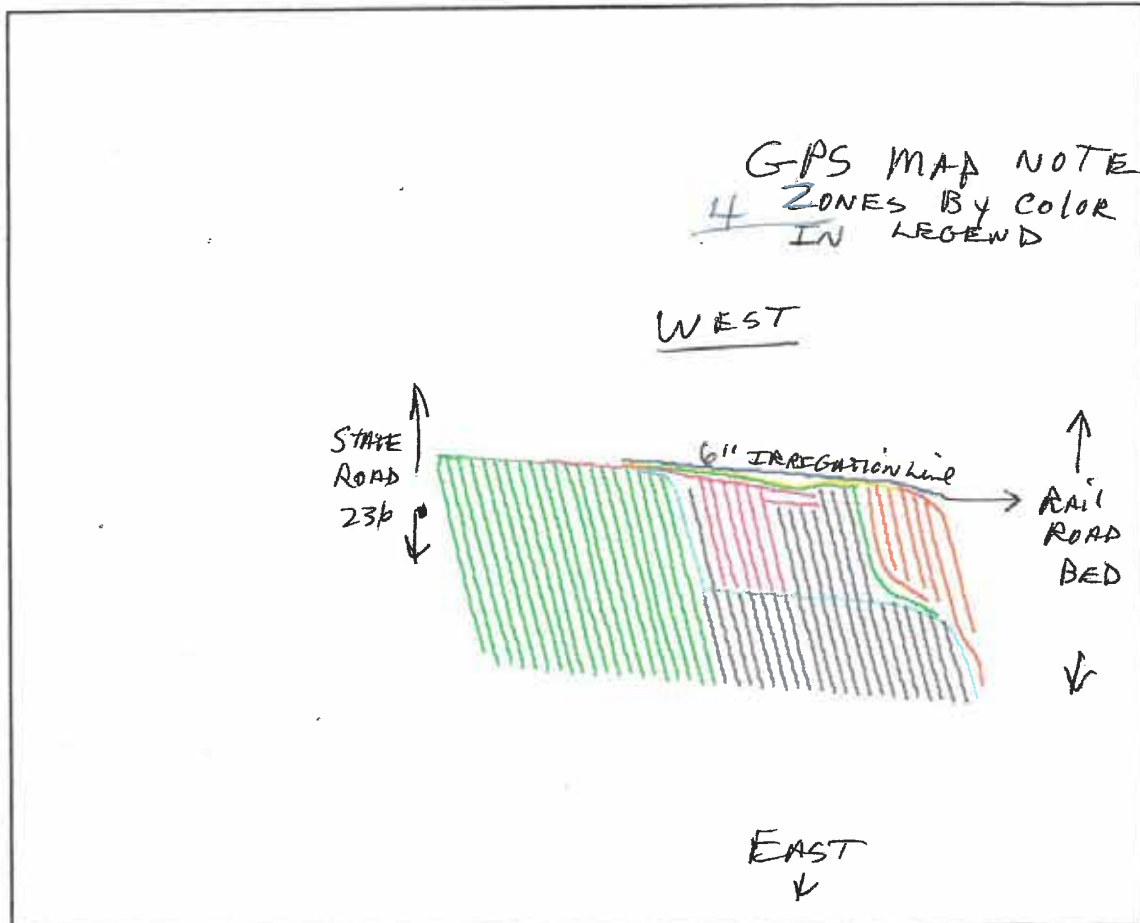 GPS MAP NOTE
4 ZONES By Color
IN LEGEND
WEST
STATE
ROAD
236
6" IRREGATION Line
RAil
ROAD
BED
EAST